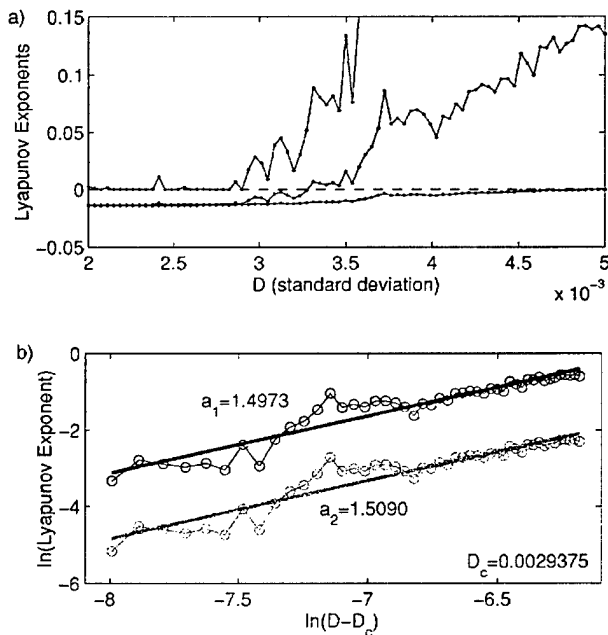 a)
Lyapunov Exponents
0.15
0.1
0.05
0
−0.05
2
2.5
3
3.5
4
4.5
5
D (standard deviation)
x 10⁻³
b)
ln(Lyapunov Exponent)
0
−2
−4
−6
a₁=1.4973
a₂=1.5090
D_c=0.0029375
−8
−7.5
−7
−6.5
ln(D−D_c)